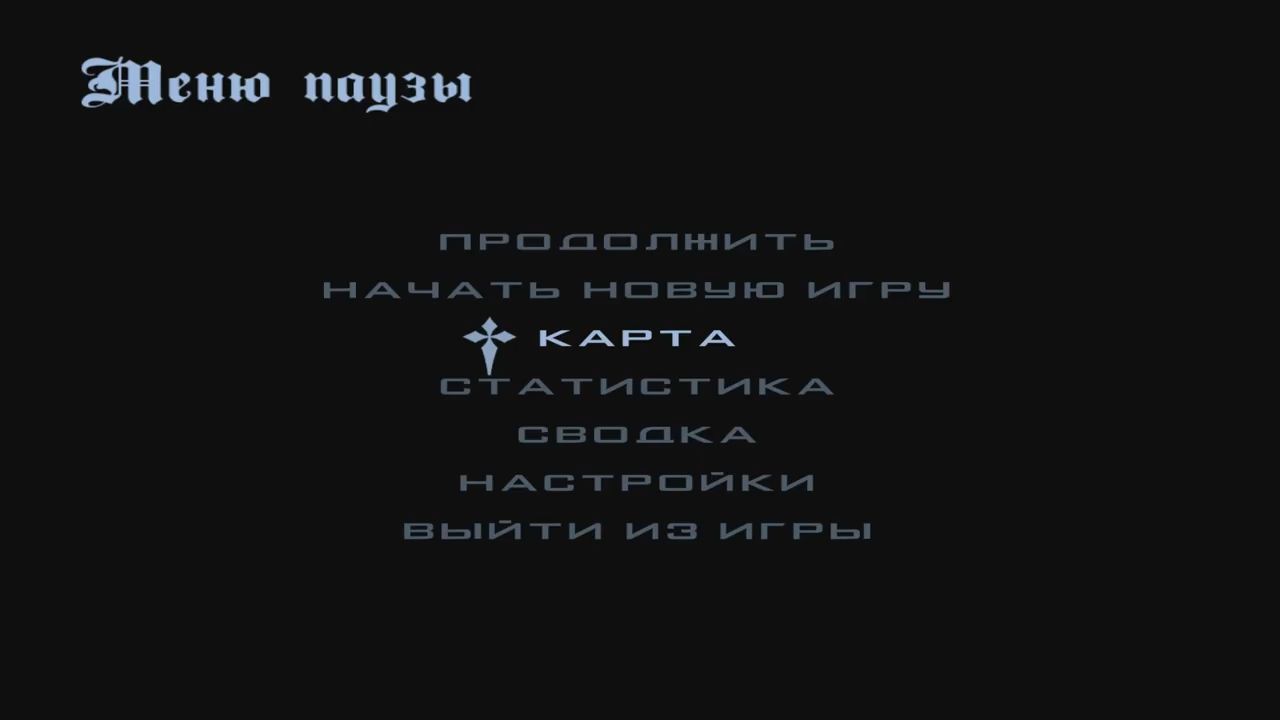 Меню паузы
ПРОДОЛЖИТЬ
НАЧАТЬ НОВУЮ ИГРУ
КАРТА
СТАТИСТИКА
СВОДКА
НАСТРОЙКИ
ВЫЙТИ ИЗ ИГРЫ